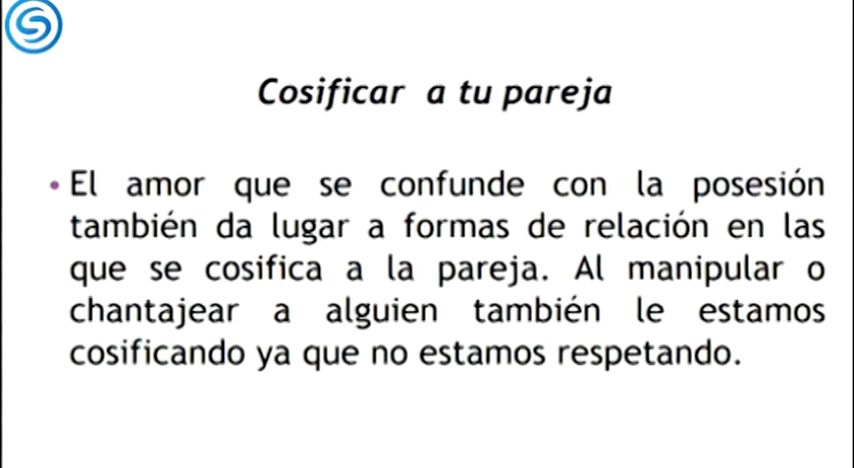 Cosificar a tu pareja
• El amor que se confunde con la posesión
también da lugar a formas de relación en las
que se cosifica a la pareja. Al manipular o
chantajear a alguien también le estamos
cosificando ya que no estamos respetando.